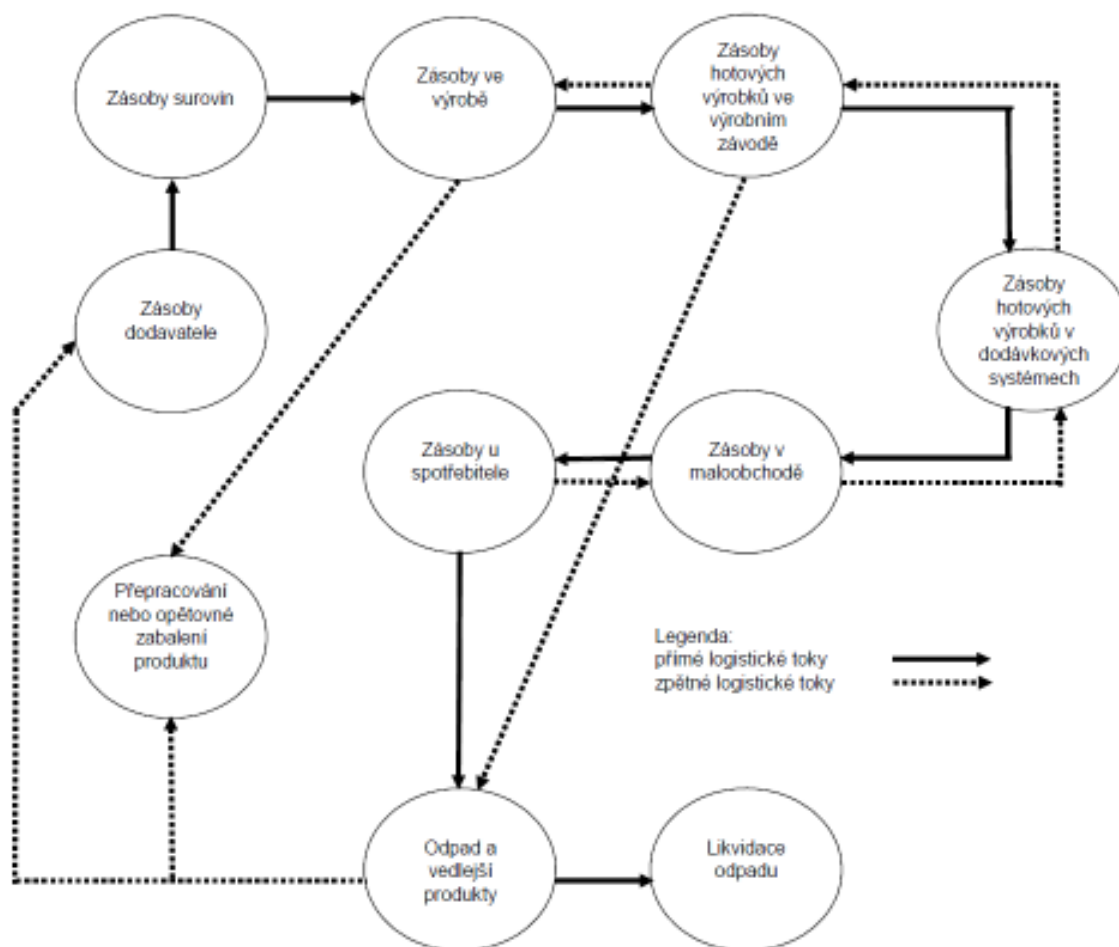 Zásoby surovin
Zásoby ve
výrobě
Zásoby
hotových
výrobků ve
výrobním
závodě
Zásoby
dodavatele
Zásoby
hotových
výrobků v
dodávkových
systémech
Zásoby u
spotřebitele
Zásoby v
maloobchodě
Přepracování
nebo opětovné
zabalení
produktu
Legenda:
přímé logistické toky
zpětné logistické toky
Odpad a
vedlejší
produkty
Likvidace
odpadu